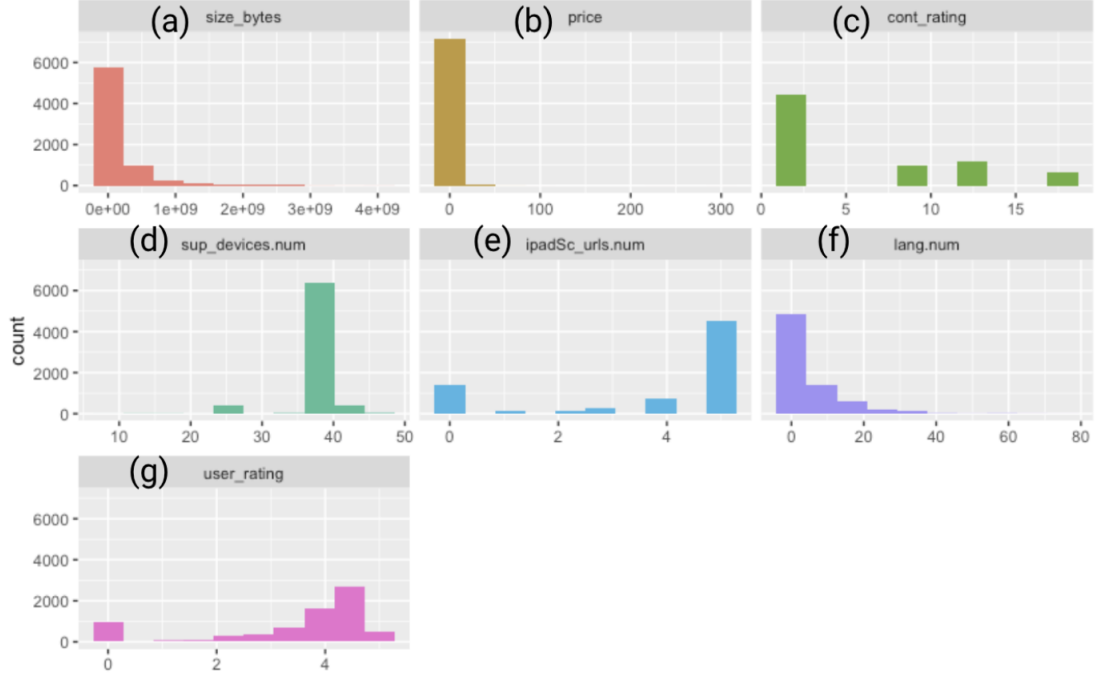 (a) size_bytes
(b) price
(c) cont_rating
6000
4000
2000
0
0e+00 1e+09 2e+09 3e+09 4e+09
0 100 200 300
0 5 10 15
(d) sup_devices.num
(e) ipadSc_urls.num
(f) lang.num
count
6000
4000
2000
0
10 20 30 40 50
0 2 4
0 20 40 60 80
(g) user_rating
6000
4000
2000
0
0 2 4